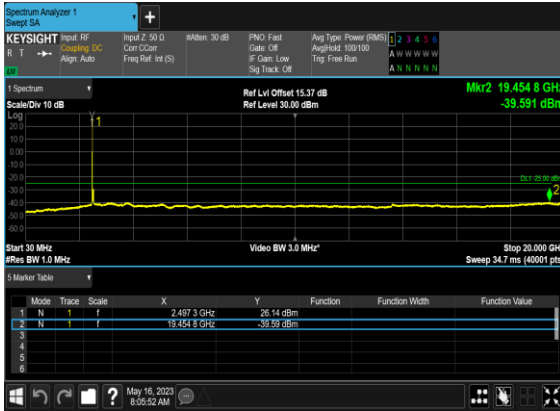 Spectrum Analyzer 1
Swept SA
+
KEYSIGHT
R T
LV
Input: RF
Coupling: DC
Align: Auto
Input Z: 50 Ω
Corr CCorr
Freq Ref: Int (S)
#Atten: 30 dB
PNO: Fast
Gate: Off
IF Gain: Low
Sig Track: Off
Avg Type: Power (RMS)
Avg|Hold: 100/100
Trig: Free Run
1 2 3 4 5 6
A W W W W W
A N N N N N
1 Spectrum
Scale/Div 10 dB
Log
Ref Lvl Offset 15.37 dB
Ref Level 30.00 dBm
Mkr2 19.454 8 GHz
-39.591 dBm
20.0
10.0
0.00
-10.0
-20.0
-30.0
-40.0
-50.0
-60.0
1
2
Start 30 MHz
#Res BW 1.0 MHz
Video BW 3.0 MHz*
Stop 20.000 GH
Sweep 34.7 ms (40001 pts
5 Marker Table
Mode Trace Scale X Y Function Function Width Function Value
1 N 1 f 2.497 3 GHz 26.14 dBm
2 N 1 f 19.454 8 GHz -39.59 dBm
3
4
5
6
?
May 16, 2023
8:05:52 AM